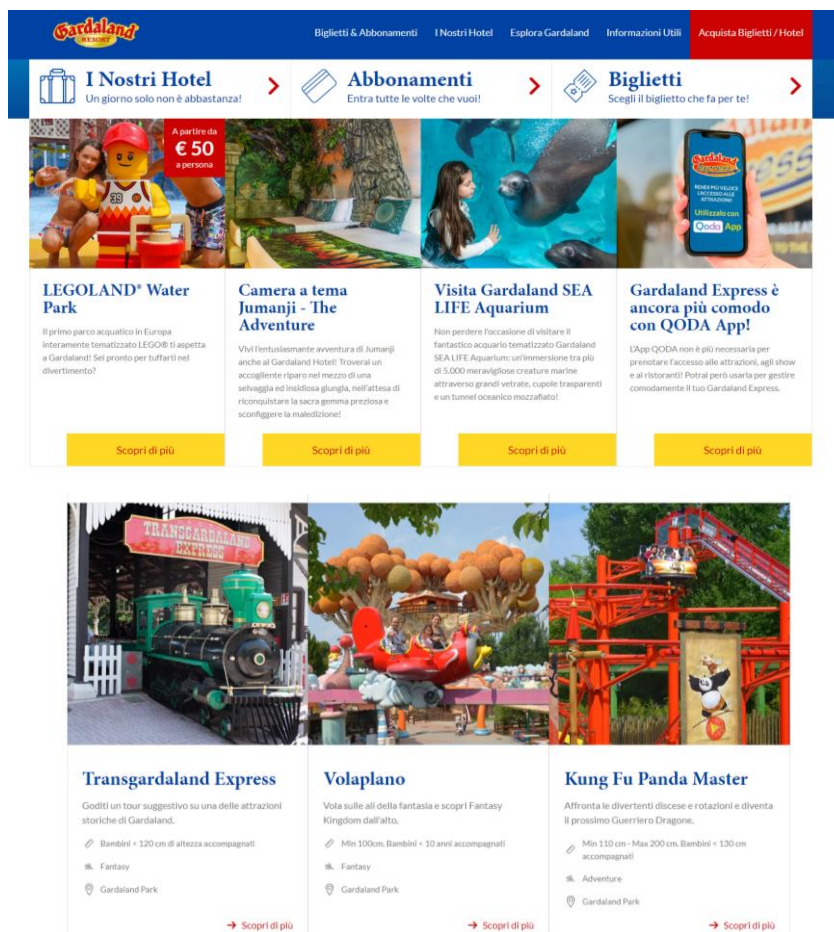 Gardaland
RESORT
Biglietti & Abbonamenti
I Nostri Hotel
Esplora Gardaland
Informazioni Utili
Acquista Biglietti / Hotel
I Nostri Hotel
Un giorno solo non è abbastanza!
Abbonamenti
Entra tutte le volte che vuoi!
Biglietti
Scegli il biglietto che fa per te!
A partire da
€ 50
a persona
39
Gardaland
RENDI PIÙ VELOCE
L'ACCESSO ALLE
ATTRAZIONI!
Utilizzalo con
Qoda App
LEGOLAND® Water
Park
Il primo parco acquatico in Europa
interamente tematizzato LEGO® ti aspetta
a Gardaland! Sei pronto per tuffarti nel
divertimento?
Scopri di più
Camera a tema
Jumanji - The
Adventure
Vivi l'entusiasmante avventura di Jumanji
anche al Gardaland Hotel! Troverai un
accogliente riparo nel mezzo di una
selvaggia ed insidiosa giungla, nell'attesa di
riconquistare la sacra gemma preziosa e
sconfiggere la maledizione!
Scopri di più
Visita Gardaland SEA
LIFE Aquarium
Non perdere l'occasione di visitare il
fantastico acquario tematizzato Gardaland
SEA LIFE Aquarium: un'immersione tra più
di 5.000 meravigliose creature marine
attraverso grandi vetrate, cupole trasparenti
e un tunnel oceanico mozzafiato!
Scopri di più
Gardaland Express è
ancora più comodo
con QODA App!
L'App QODA non è più necessaria per
prenotare l'accesso alle attrazioni, agli show
e ai ristoranti! Potrai però usarla per gestire
comodamente il tuo Gardaland Express.
Scopri di più
TRANSGARDALAND
EXPRESS
Transgardaland Express
Goditi un tour suggestivo su una delle attrazioni
storiche di Gardaland.
Bambini < 120 cm di altezza accompagnati
Fantasy
Gardaland Park
Scopri di più
Volaplano
Vola sulle ali della fantasia e scopri Fantasy
Kingdom dall'alto.
Min 100cm. Bambini < 10 anni accompagnati
Fantasy
Gardaland Park
Scopri di più
Kung Fu Panda Master
Affronta le divertenti discese e rotazioni e diventa
il prossimo Guerriero Dragone.
Min 110 cm - Max 200 cm. Bambini < 130 cm
accompagnati
Adventure
Gardaland Park
Scopri di più